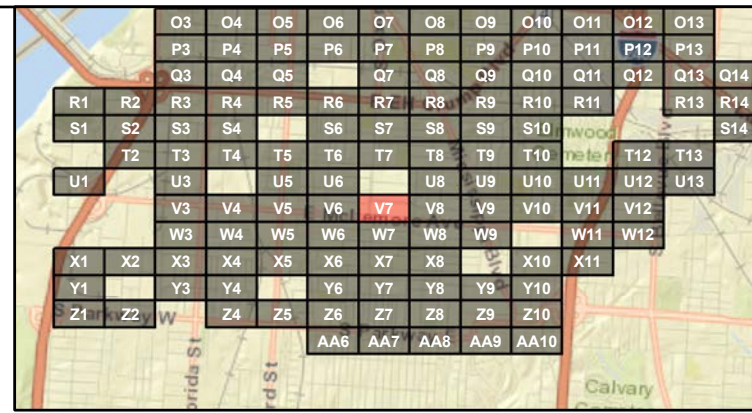 O3 O4 O5 O6 O7 O8 O9 O10 O11 O12 O13
P3 P4 P5 P6 P7 P8 P9 P10 P11 P12 P13
Q3 Q4 Q5 Q7 Q8 Q9 Q10 Q11 Q12 Q13 Q14
R1 R2 R3 R4 R5 R6 R7 R8 R9 R10 R11 R13 R14
S1 S2 S3 S4 S6 S7 S8 S9 S10 S14
T2 T3 T4 T5 T6 T7 T8 T9 T10 T12 T13
U1 U3 U5 U6 U8 U9 U10 U11 U12 U13
V3 V4 V5 V6 V7 V8 V9 V10 V11 V12
W3 W4 W5 W6 W7 W8 W9 W11 W12
X1 X2 X3 X4 X5 X6 X7 X8 X10 X11
Y1 Y3 Y4 Y6 Y7 Y8 Y9 Y10
Z1 Z2 Z4 Z5 Z6 Z7 Z8 Z9 Z10
S Parkway W
AA6 AA7 AA8 AA9 AA10
Calvary